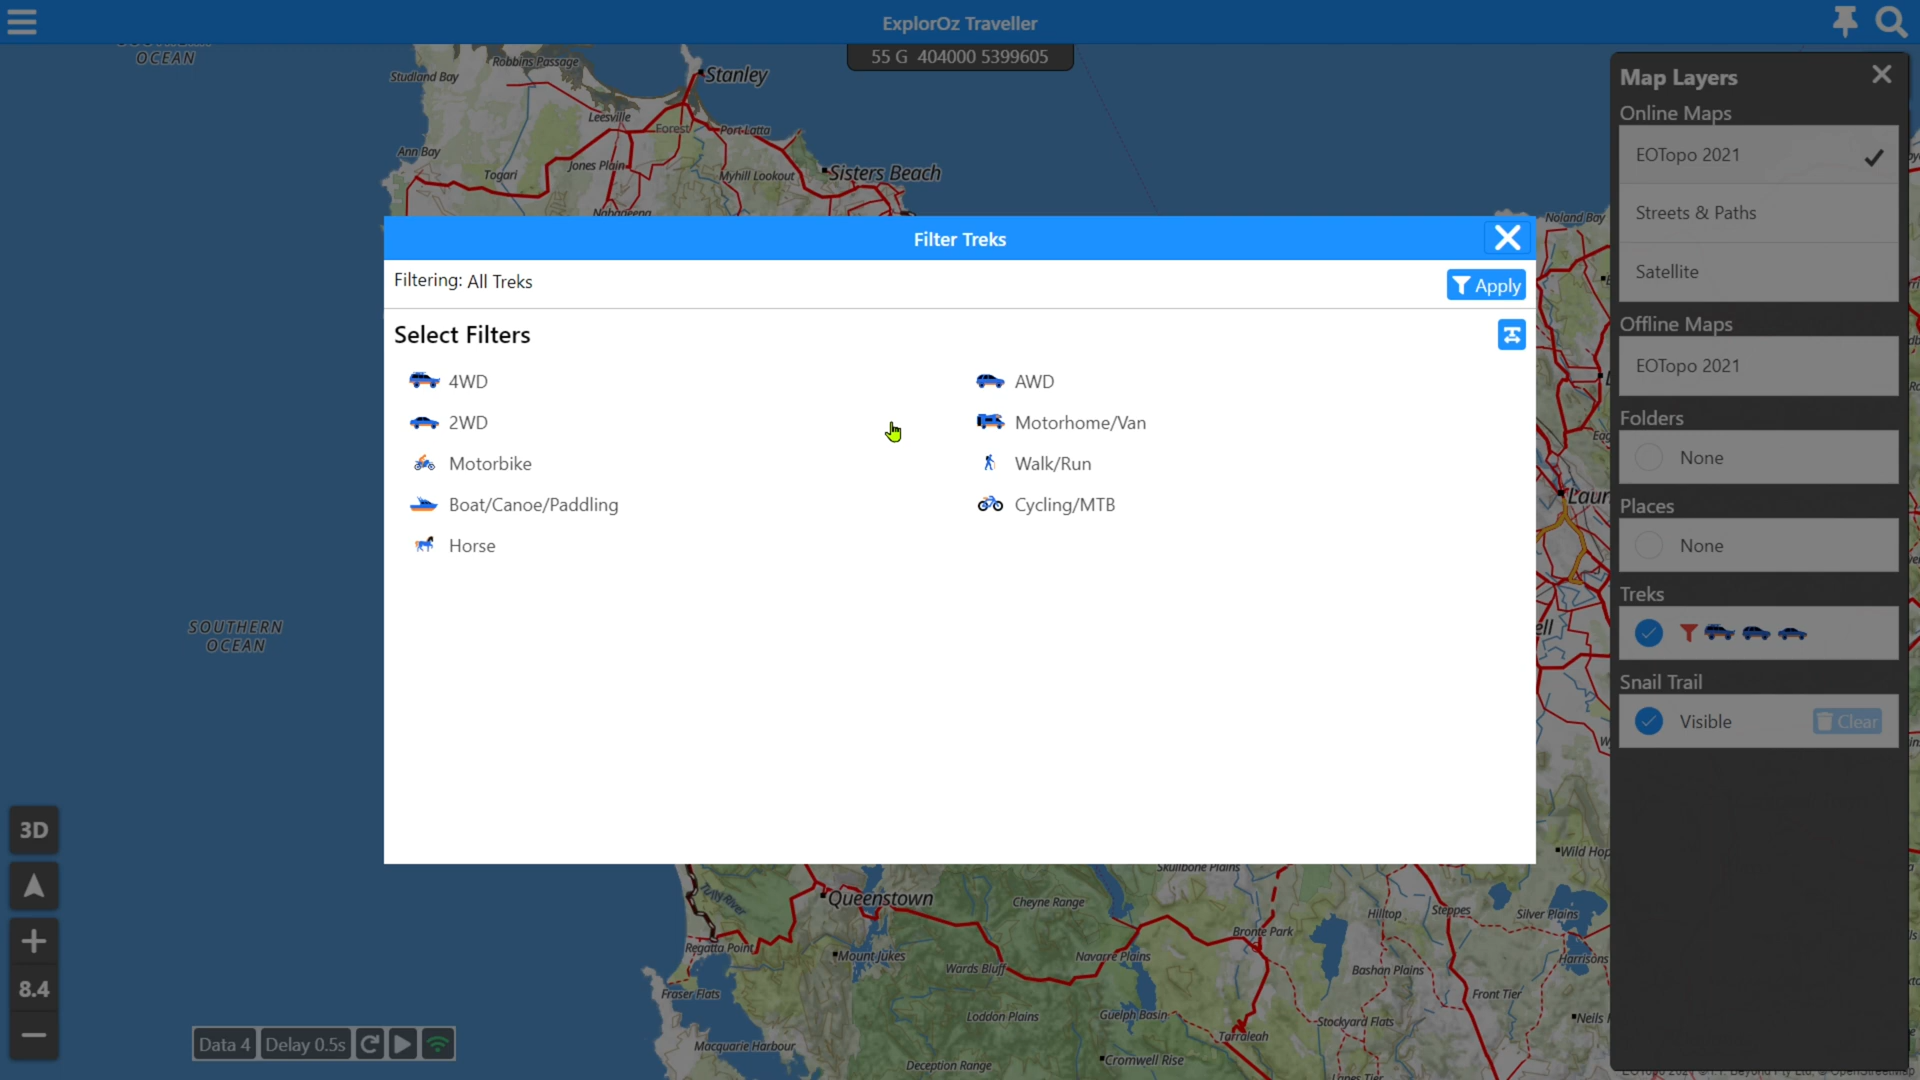 ExplorOz Traveller
55 G 404000 5399605
OCEAN
Studland Bay
Robbins Passage
Stanley
Leesville
Forest
Port Latta
Ann Bay
Jones Plain
Togari
Myhill Lookout
Sisters Beach
Nabageena
Noland Bay
Filter Treks
Filtering: All Treks
Apply
Select Filters
4WD
AWD
2WD
Motorhome/Van
Motorbike
Walk/Run
Boat/Canoe/Paddling
Cycling/MTB
Horse
Map Layers
Online Maps
EOTopo 2021
Streets & Paths
Satellite
Offline Maps
EOTopo 2021
Folders
None
Places
None
Treks
Snail Trail
Visible
Clear
SOUTHERN
OCEAN
3D
8.4
Data 4
Delay 0.5s
Skullbone Plains
Queenstown
Cheyne Range
Hilltop
Steppes
Silver Plains
Bronte Park
Regatta Point
Mount Jukes
Wards Bluff
Navarre Plains
Bashan Plains
Harrisons
Fraser Flats
Front Tier
Loddon Plains
Guelph Basin
Stockyard Flats
Tarraleah
Macquarie Harbour
Deception Range
Cromwell Rise